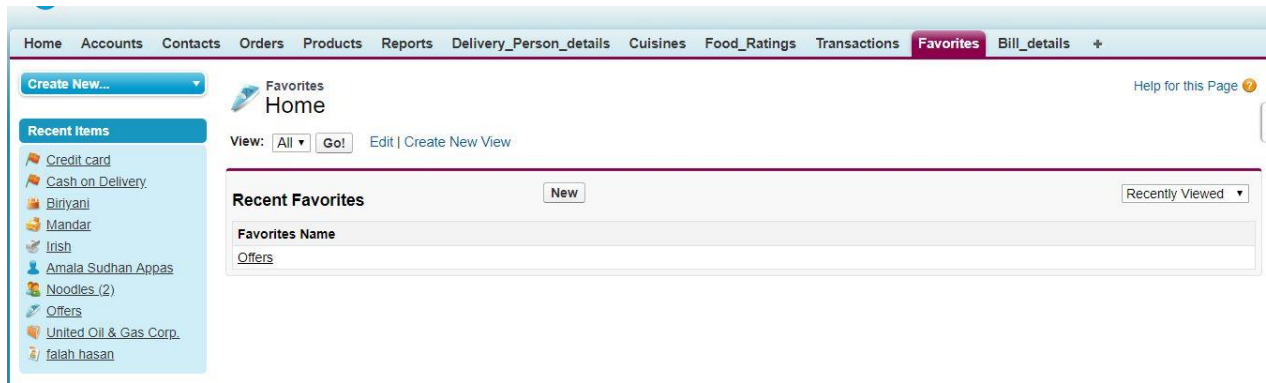 Home Accounts Contacts Orders Products Reports Delivery_Person_details Cuisines Food_Ratings Transactions Favorites Bill_details +
Create New...
Recent Items
Credit card
Cash on Delivery
Biriyani
Mandar
Irish
Amala Sudhan Appas
Noodles (2)
Offers
United Oil & Gas Corp.
falah hasan
Favorites
Home
Help for this Page ?
View: All Go! Edit | Create New View
Recent Favorites New Recently Viewed
Favorites Name
Offers